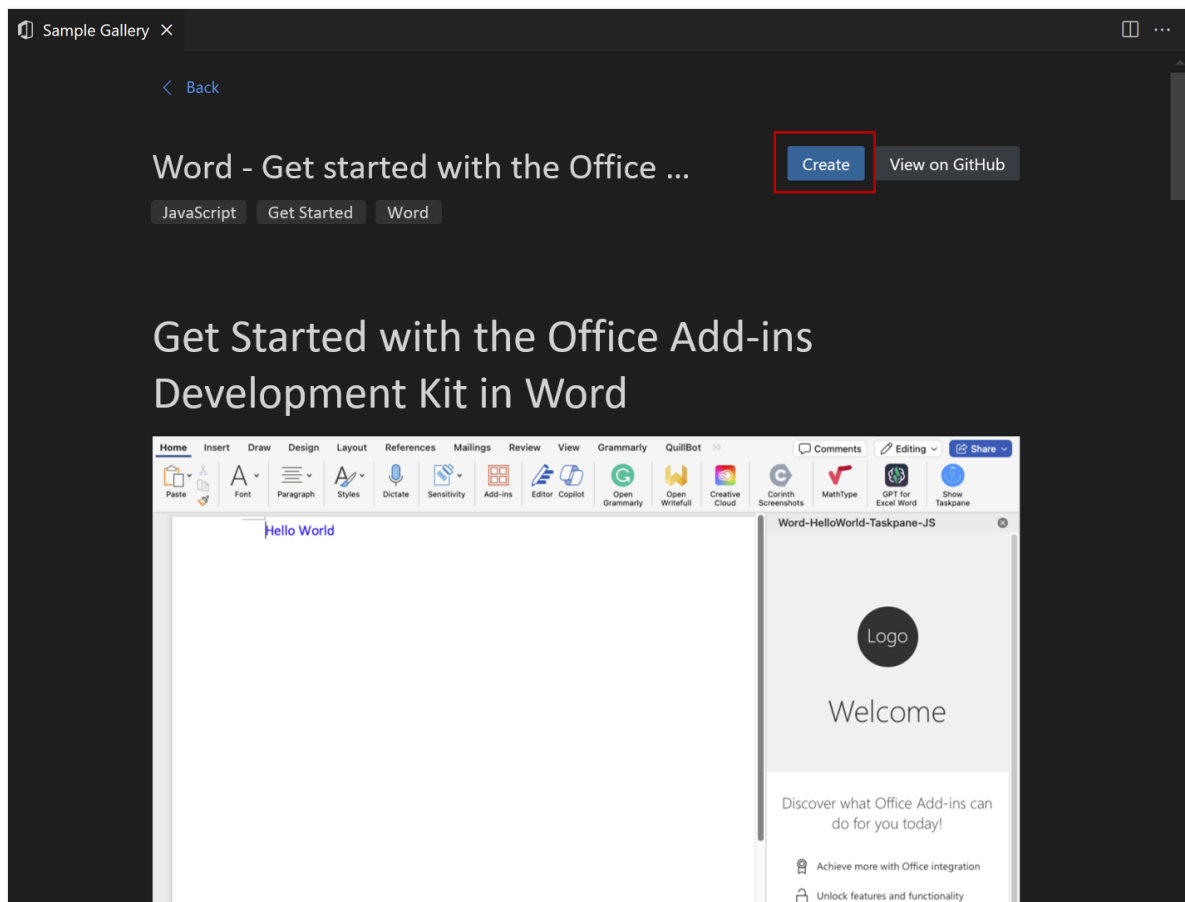 Sample Gallery
Back
Word - Get started with the Office ...
Create
View on GitHub
JavaScript
Get Started
Word
Get Started with the Office Add-ins
Development Kit in Word
Home Insert Draw Design Layout References Mailings Review View Grammarly QuillBot
Comments
Editing
Share
Paste
Font
Paragraph
Styles
Dictate
Sensitivity
Add-ins
Editor
Copilot
Open
Grammarly
Open
Writefull
Creative
Cloud
Corinth
Screenshots
MathType
GPT for
Excel Word
Show
Taskpane
Hello World
Word-HelloWorld-Taskpane-JS
Logo
Welcome
Discover what Office Add-ins can
do for you today!
Achieve more with Office integration
Unlock features and functionality